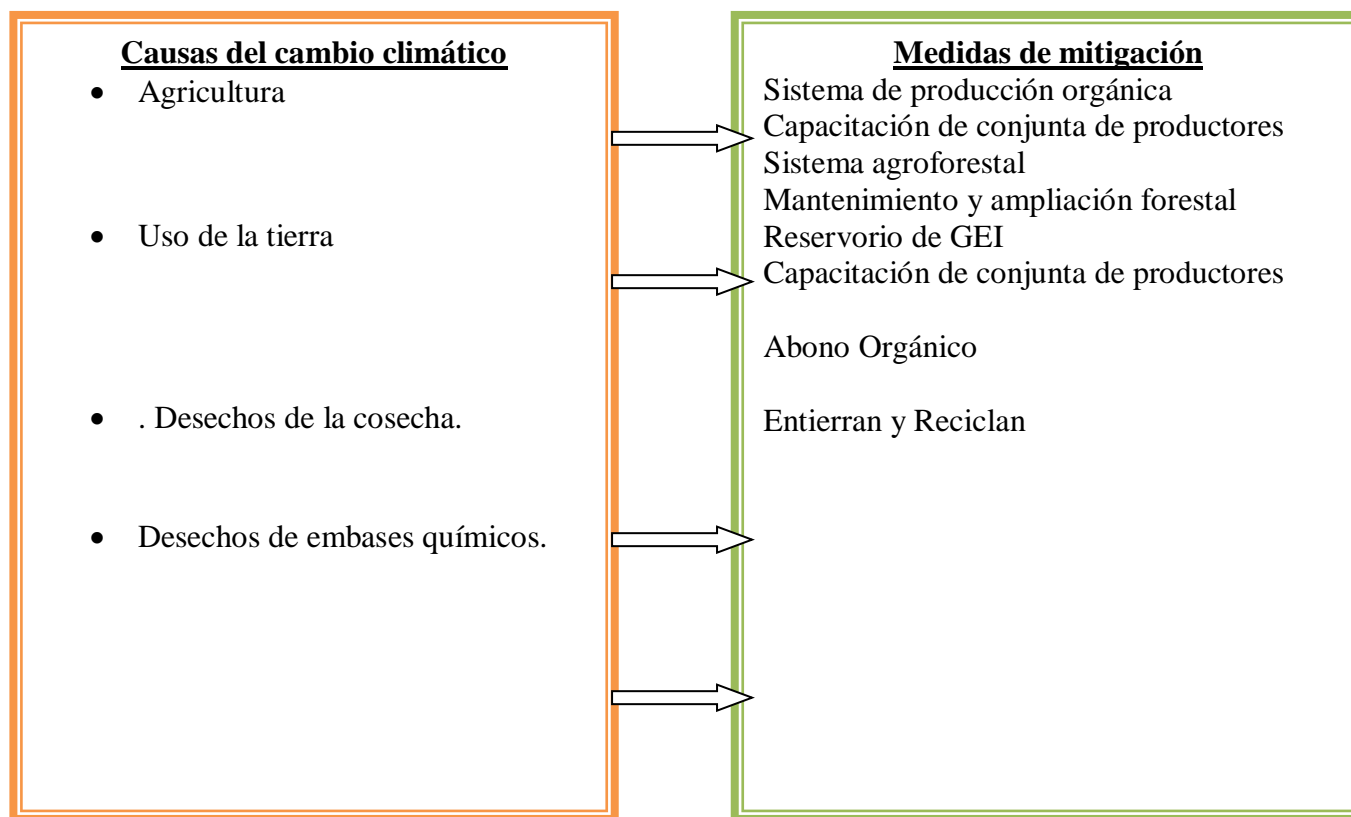 Causas del cambio climático
• Agricultura
• Uso de la tierra
• . Desechos de la cosecha.
• Desechos de embases químicos.
Medidas de mitigación
Sistema de producción orgánica
Capacitación de conjunta de productores
Sistema agroforestal
Mantenimiento y ampliación forestal
Reservorio de GEI
Capacitación de conjunta de productores
Abono Orgánico
Entierran y Reciclan